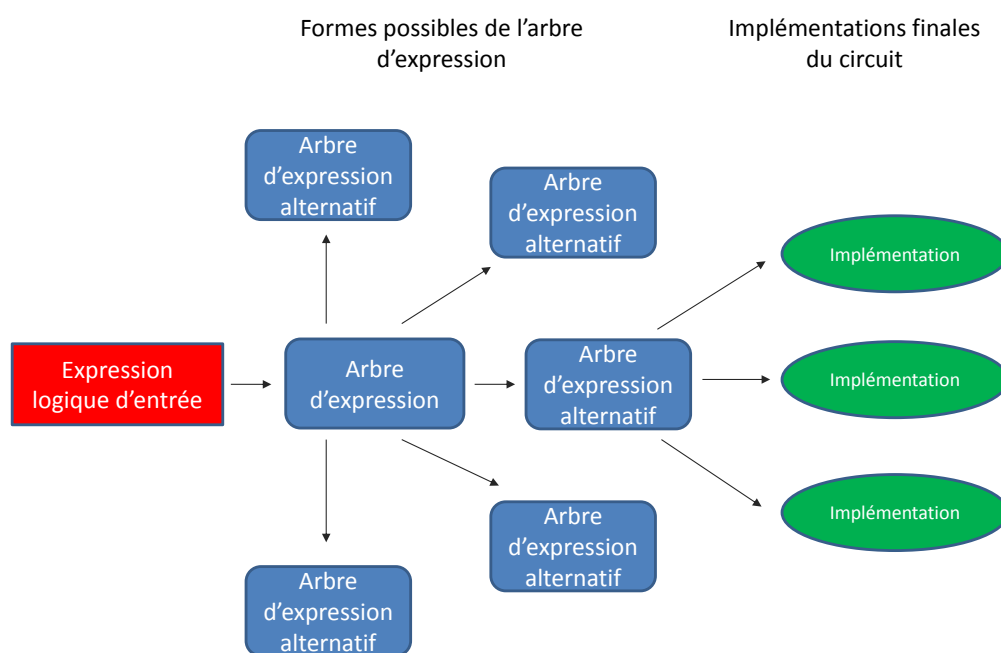 Formes possibles de l’arbre
d’expression
Implémentations finales
du circuit
Arbre
d’expression
alternatif
Arbre
d’expression
alternatif
Implémentation
Expression
logique d’entrée
Arbre
d’expression
Arbre
d’expression
alternatif
Implémentation
Arbre
d’expression
alternatif
Implémentation
Arbre
d’expression
alternatif